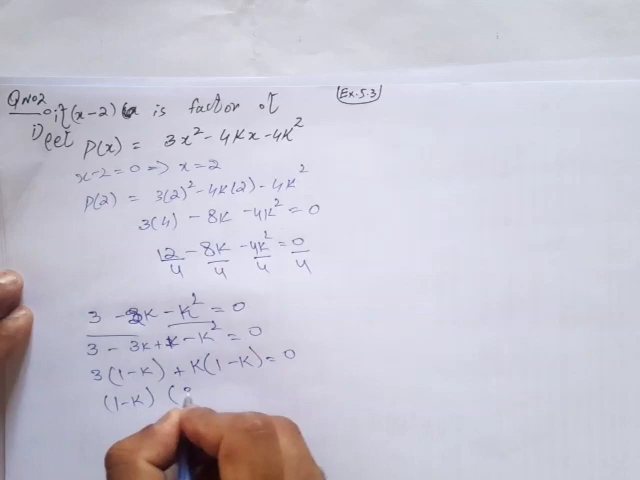 Q No2 if (x-2) is factor of Ex.5.3
P(x) = 3x² - 4Kx - 4K²
x-2=0 => x=2
P(2) = 3(2)² - 4K(2) - 4K²
3(4) - 8K - 4K² = 0
12/4 - 8K/4 - 4K²/4 = 0/4
3 - 2K - K² = 0
3 - 3K + K - K² = 0
3(1-K) + K(1-K) = 0
(1-K) (3